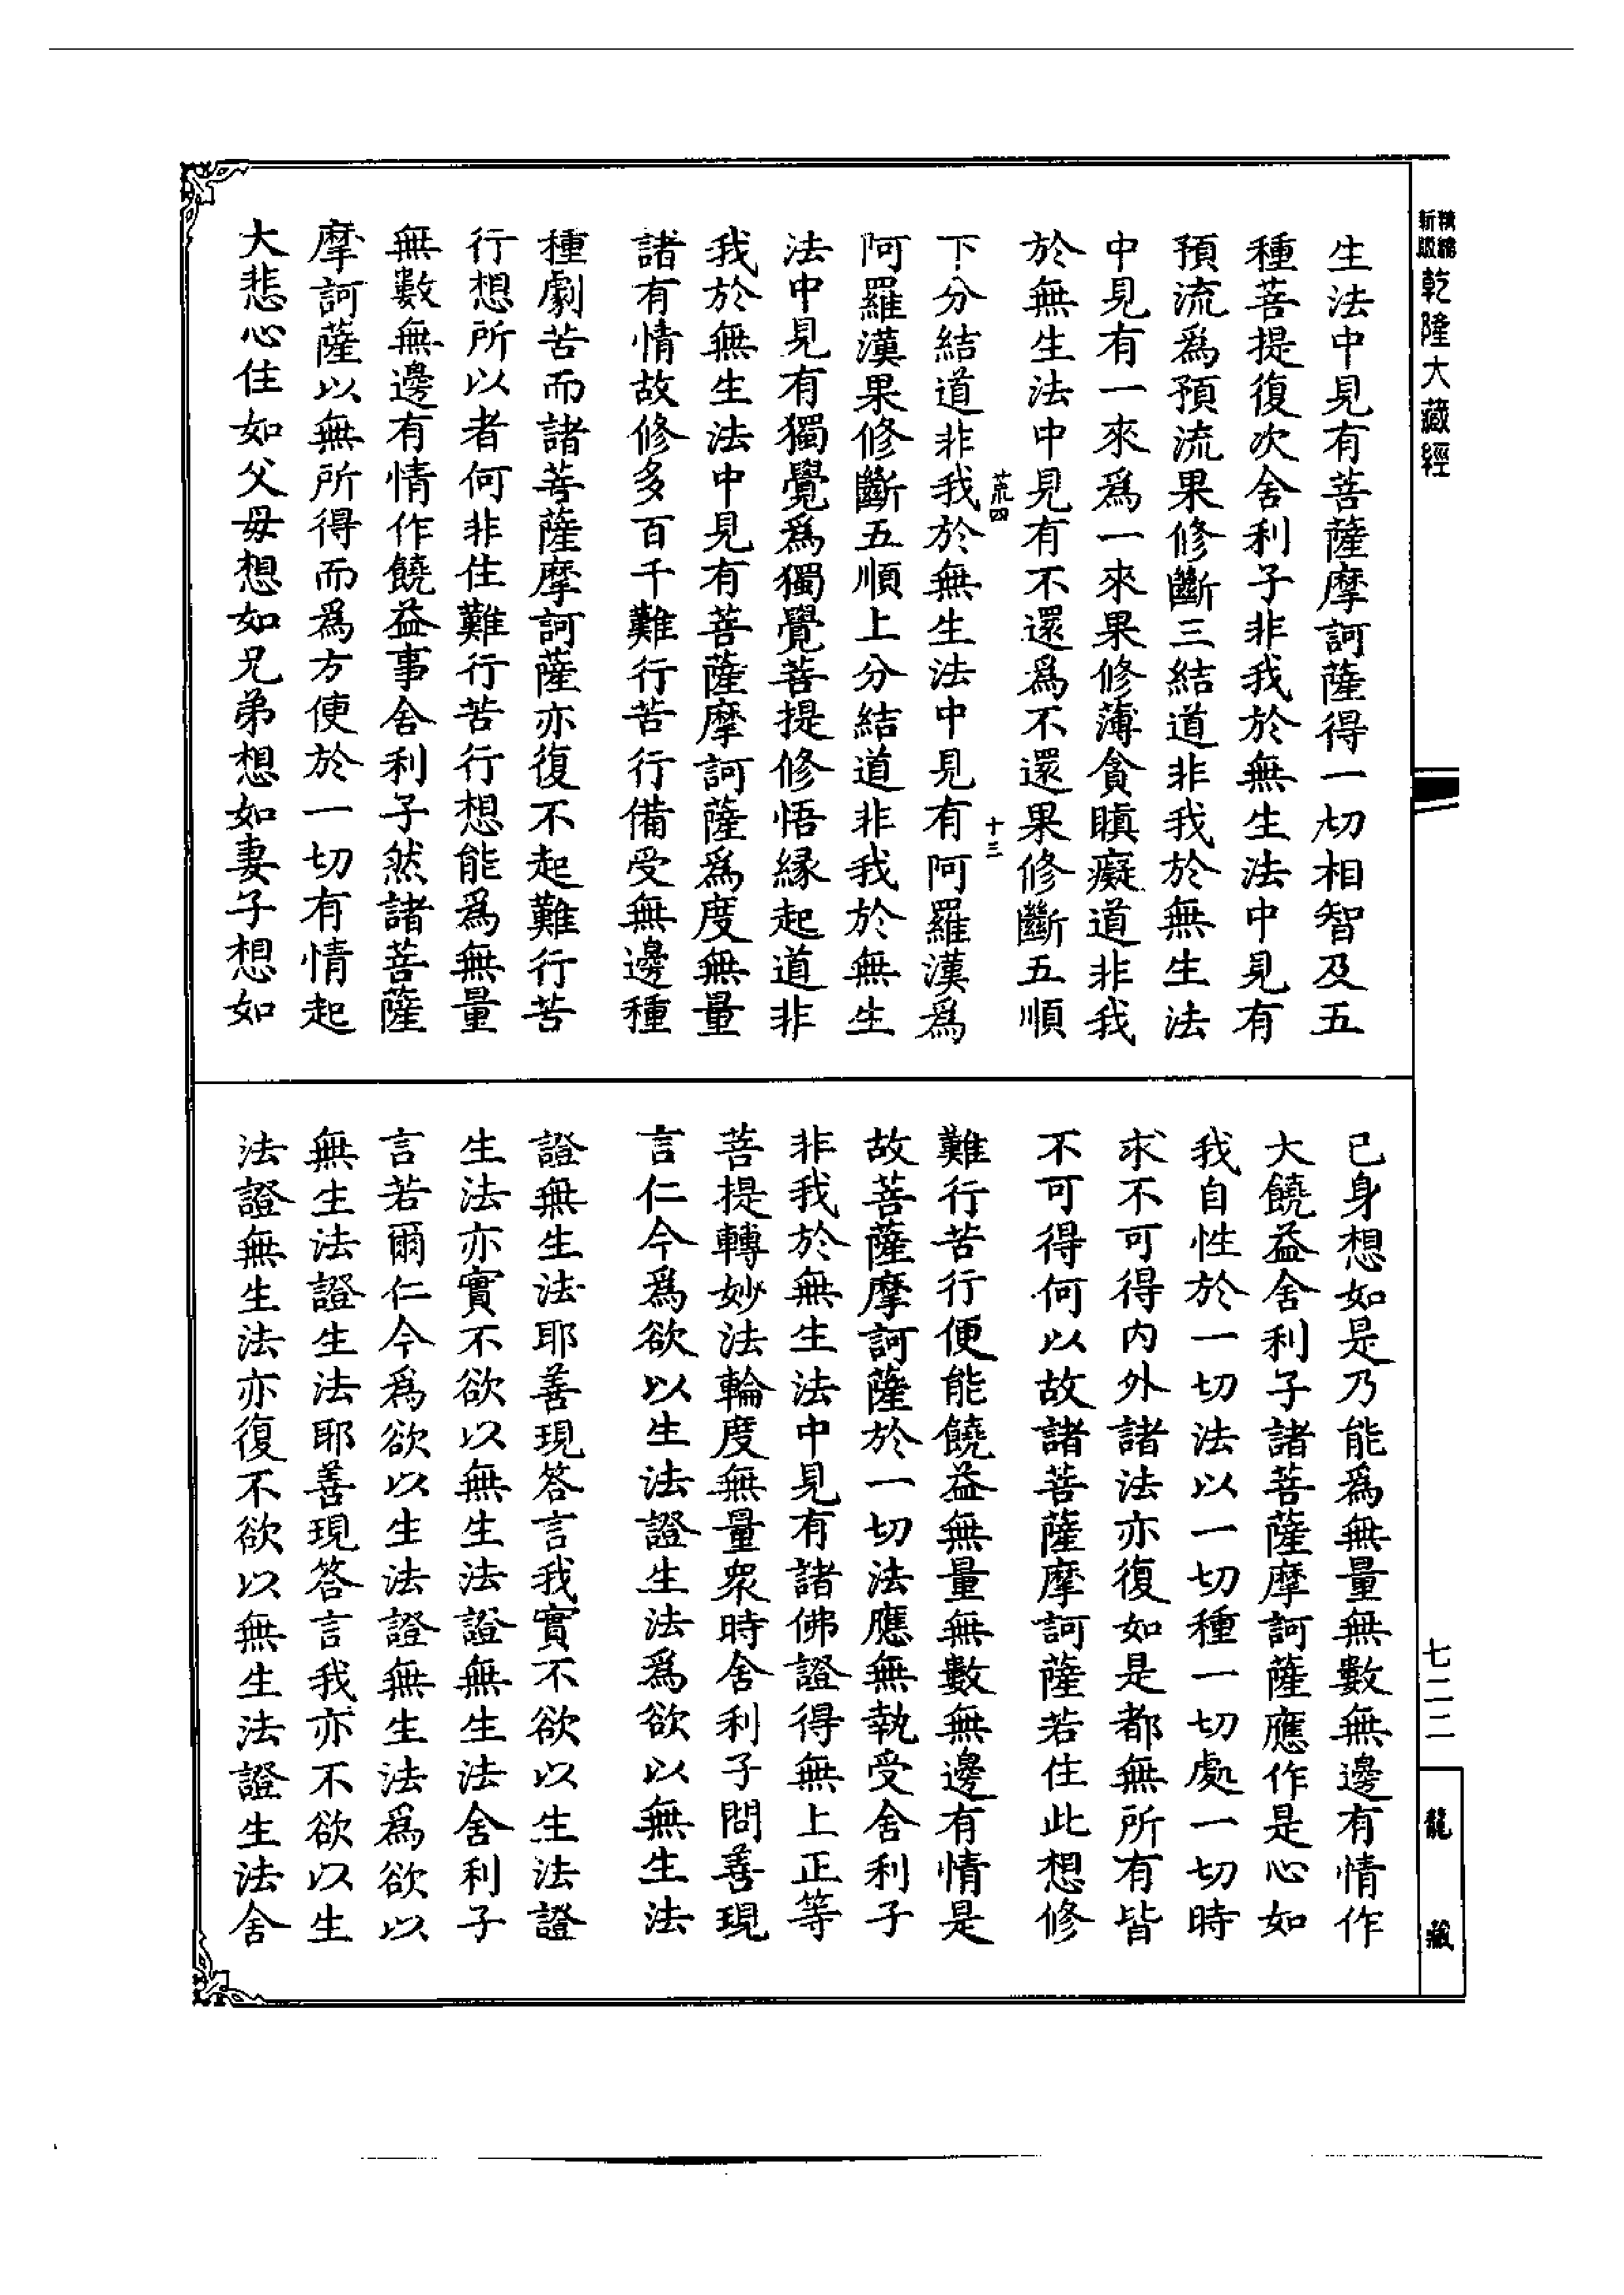 精縮新版乾隆大藏經
生法中見有菩薩摩訶薩得一切相智及五
種菩提復次舍利子非我於無生法中見有
預流爲預流果修斷三結道非我於無生法
中見有一來爲一來果修薄貪瞋癡道非我
於無生法中見有不還爲不還果修斷五順
荒四 十三
下分結道非我於無生法中見有阿羅漢爲
阿羅漢果修斷五順上分結道非我於無生
法中見有獨覺爲獨覺菩提修悟緣起道非
我於無生法中見有菩薩摩訶薩爲度無量
諸有情故修多百千難行苦行備受無邊種
種劇苦而諸菩薩摩訶薩亦復不起難行苦
行想所以者何非住難行苦行想能爲無量
無數無邊有情作饒益事舍利子然諸菩薩
摩訶薩以無所得而爲方便於一切有情起
大悲心住如父母想如兄弟想如妻子想如
己身想如是乃能爲無量無數無邊有情作
大饒益舍利子諸菩薩摩訶薩應作是心如
我自性於一切法以一切種一切處一切時
求不可得内外諸法亦復如是都無所有皆
不可得何以故諸菩薩摩訶薩若住此想修
難行苦行便能饒益無量無數無邊有情是
故菩薩摩訶薩於一切法應無執受舍利子
非我於無生法中見有諸佛證得無上正等
菩提轉妙法輪度無量眾時舍利子問善現
言仁今爲欲以生法證生法爲欲以無生法
證無生法耶善現答言我實不欲以生法證
生法亦實不欲以無生法證無生法舍利子
言若爾仁今爲欲以生法證無生法爲欲以
無生法證生法耶善現答言我亦不欲以生
法證無生法亦復不欲以無生法證生法舍
七二二
龍藏